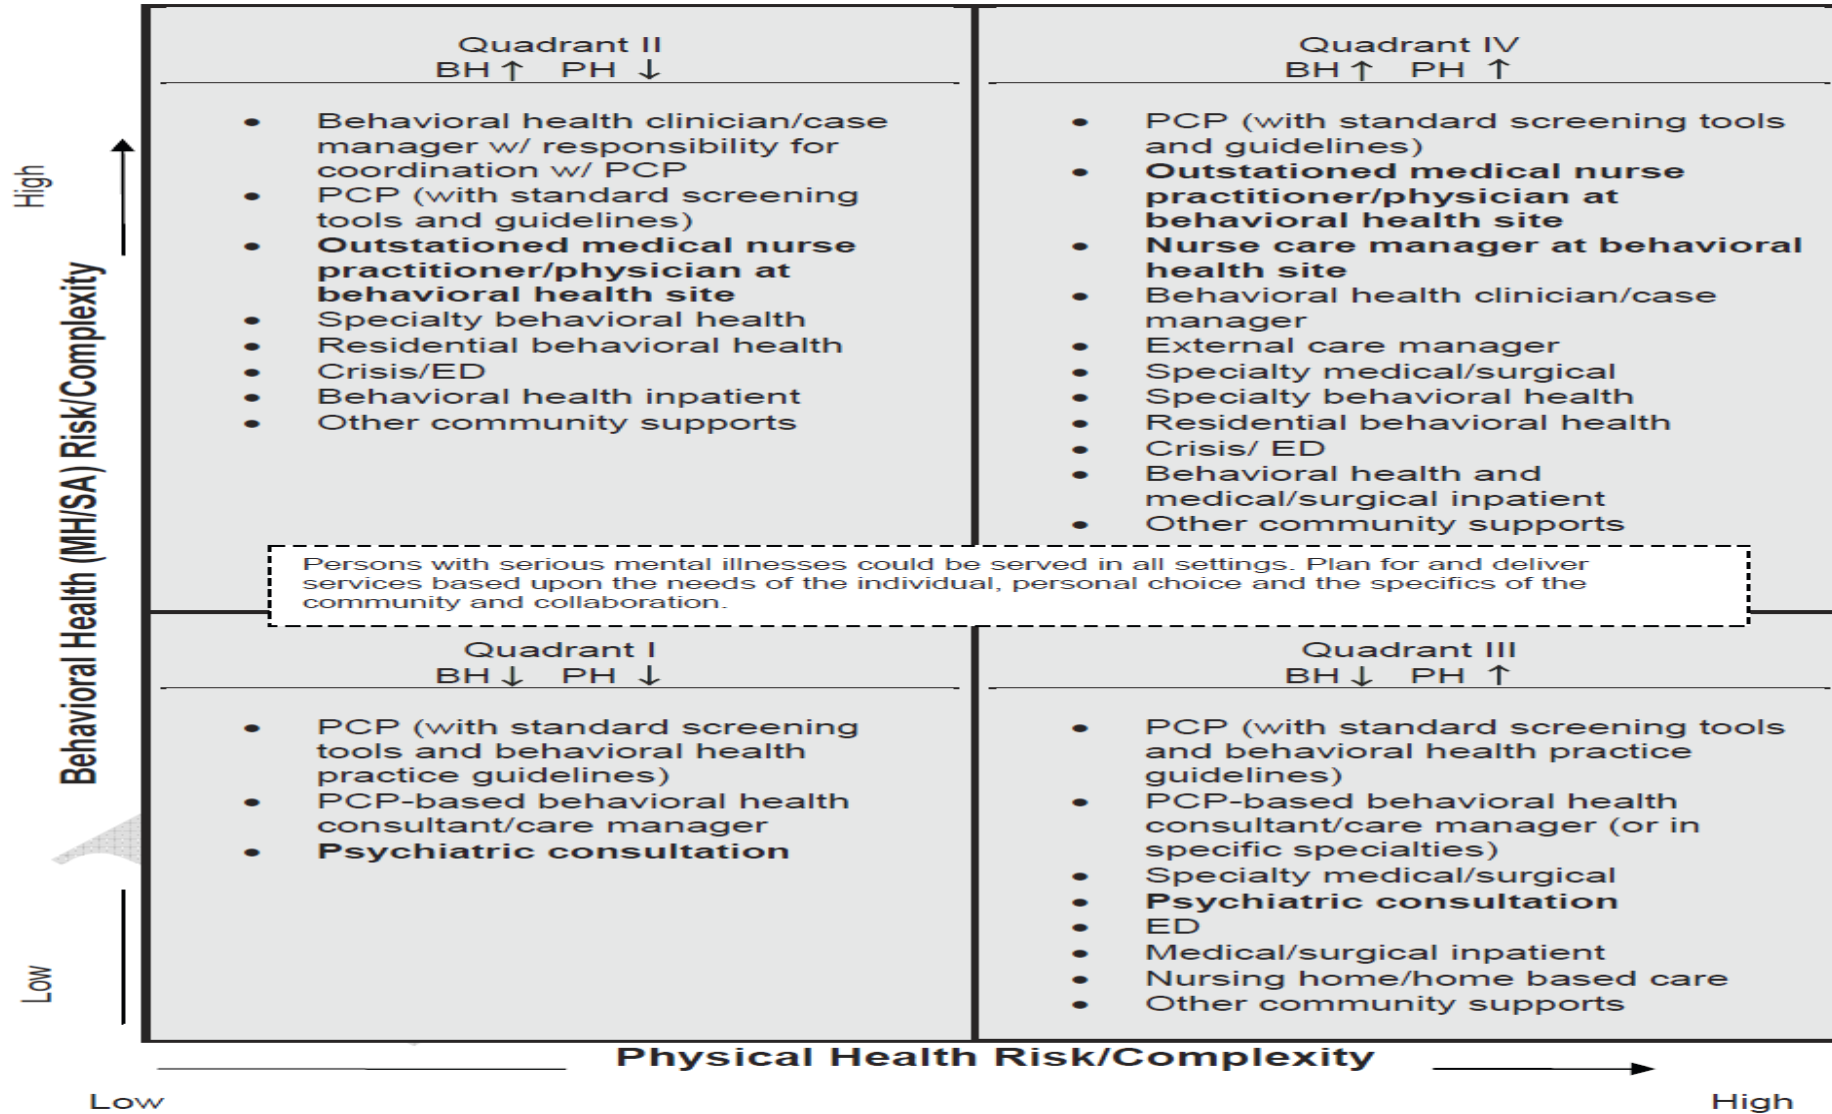 Quadrant II
BH ↑ PH ↓
• Behavioral health clinician/case
manager w/ responsibility for
coordination w/ PCP
• PCP (with standard screening
tools and guidelines)
• Outstationed medical nurse
practitioner/physician at
behavioral health site
• Specialty behavioral health
• Residential behavioral health
• Crisis/ED
• Behavioral health inpatient
• Other community supports
Quadrant IV
BH ↑ PH ↑
• PCP (with standard screening tools
and guidelines)
• Outstationed medical nurse
practitioner/physician at
behavioral health site
• Nurse care manager at behavioral
health site
• Behavioral health clinician/case
manager
• External care manager
• Specialty medical/surgical
• Specialty behavioral health
• Residential behavioral health
• Crisis/ ED
• Behavioral health and
medical/surgical inpatient
• Other community supports
Persons with serious mental illnesses could be served in all settings. Plan for and deliver
services based upon the needs of the individual, personal choice and the specifics of the
community and collaboration.
Quadrant I
BH ↓ PH ↓
• PCP (with standard screening
tools and behavioral health
practice guidelines)
• PCP-based behavioral health
consultant/care manager
• Psychiatric consultation
Quadrant III
BH ↓ PH ↑
• PCP (with standard screening tools
and behavioral health practice
guidelines)
• PCP-based behavioral health
consultant/care manager (or in
specific specialties)
• Specialty medical/surgical
• Psychiatric consultation
• ED
• Medical/surgical inpatient
• Nursing home/home based care
• Other community supports
High
Behavioral Health (MH/SA) Risk/Complexity
Low
Physical Health Risk/Complexity
Low
High